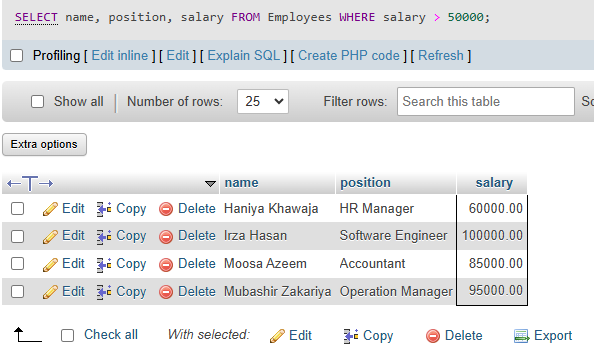 SELECT name, position, salary FROM Employees WHERE salary > 50000;
Profiling [ Edit inline ] [ Edit ] [ Explain SQL ] [ Create PHP code ] [ Refresh ]
Show all Number of rows: 25 Filter rows: Search this table
Extra options
name position salary
Edit Copy Delete Haniya Khawaja HR Manager 60000.00
Edit Copy Delete Irza Hasan Software Engineer 100000.00
Edit Copy Delete Moosa Azeem Accountant 85000.00
Edit Copy Delete Mubashir Zakariya Operation Manager 95000.00
Check all With selected: Edit Copy Delete Export